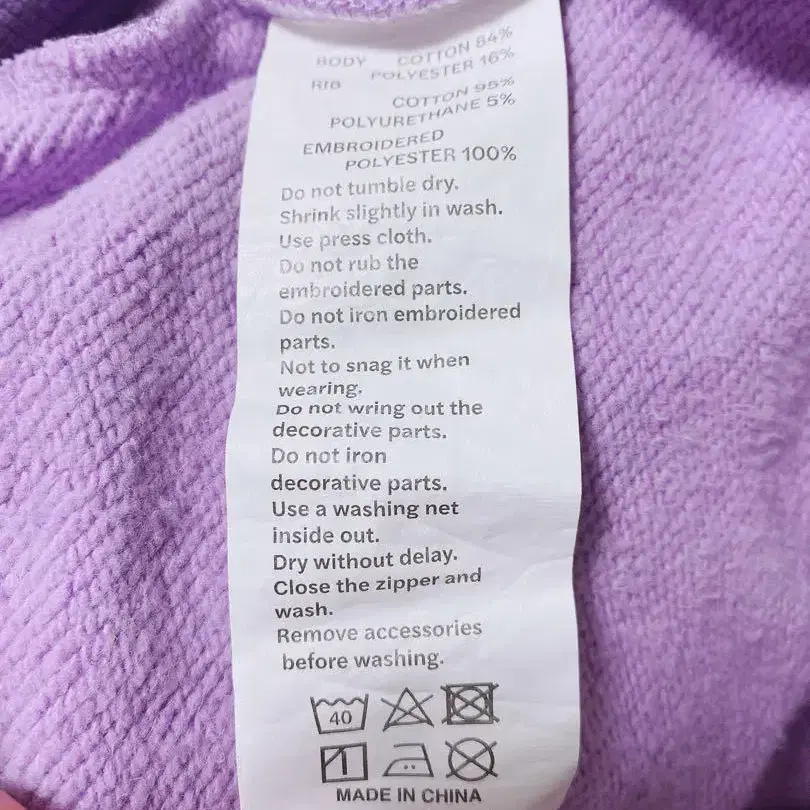 BODY COTTON 84%
POLYESTER 16%
RIB
COTTON 95%
POLYURETHANE 5%
EMBROIDERED
POLYESTER 100%
Do not tumble dry.
Shrink slightly in wash.
Use press cloth.
Do not rub the
embroidered parts.
Do not iron embroidered
parts.
Not to snag it when
wearing.
Do not wring out the
decorative parts.
Do not iron
decorative parts.
Use a washing net
inside out.
Dry without delay.
Close the zipper and
wash.
Remove accessories
before washing.
40
MADE IN CHINA